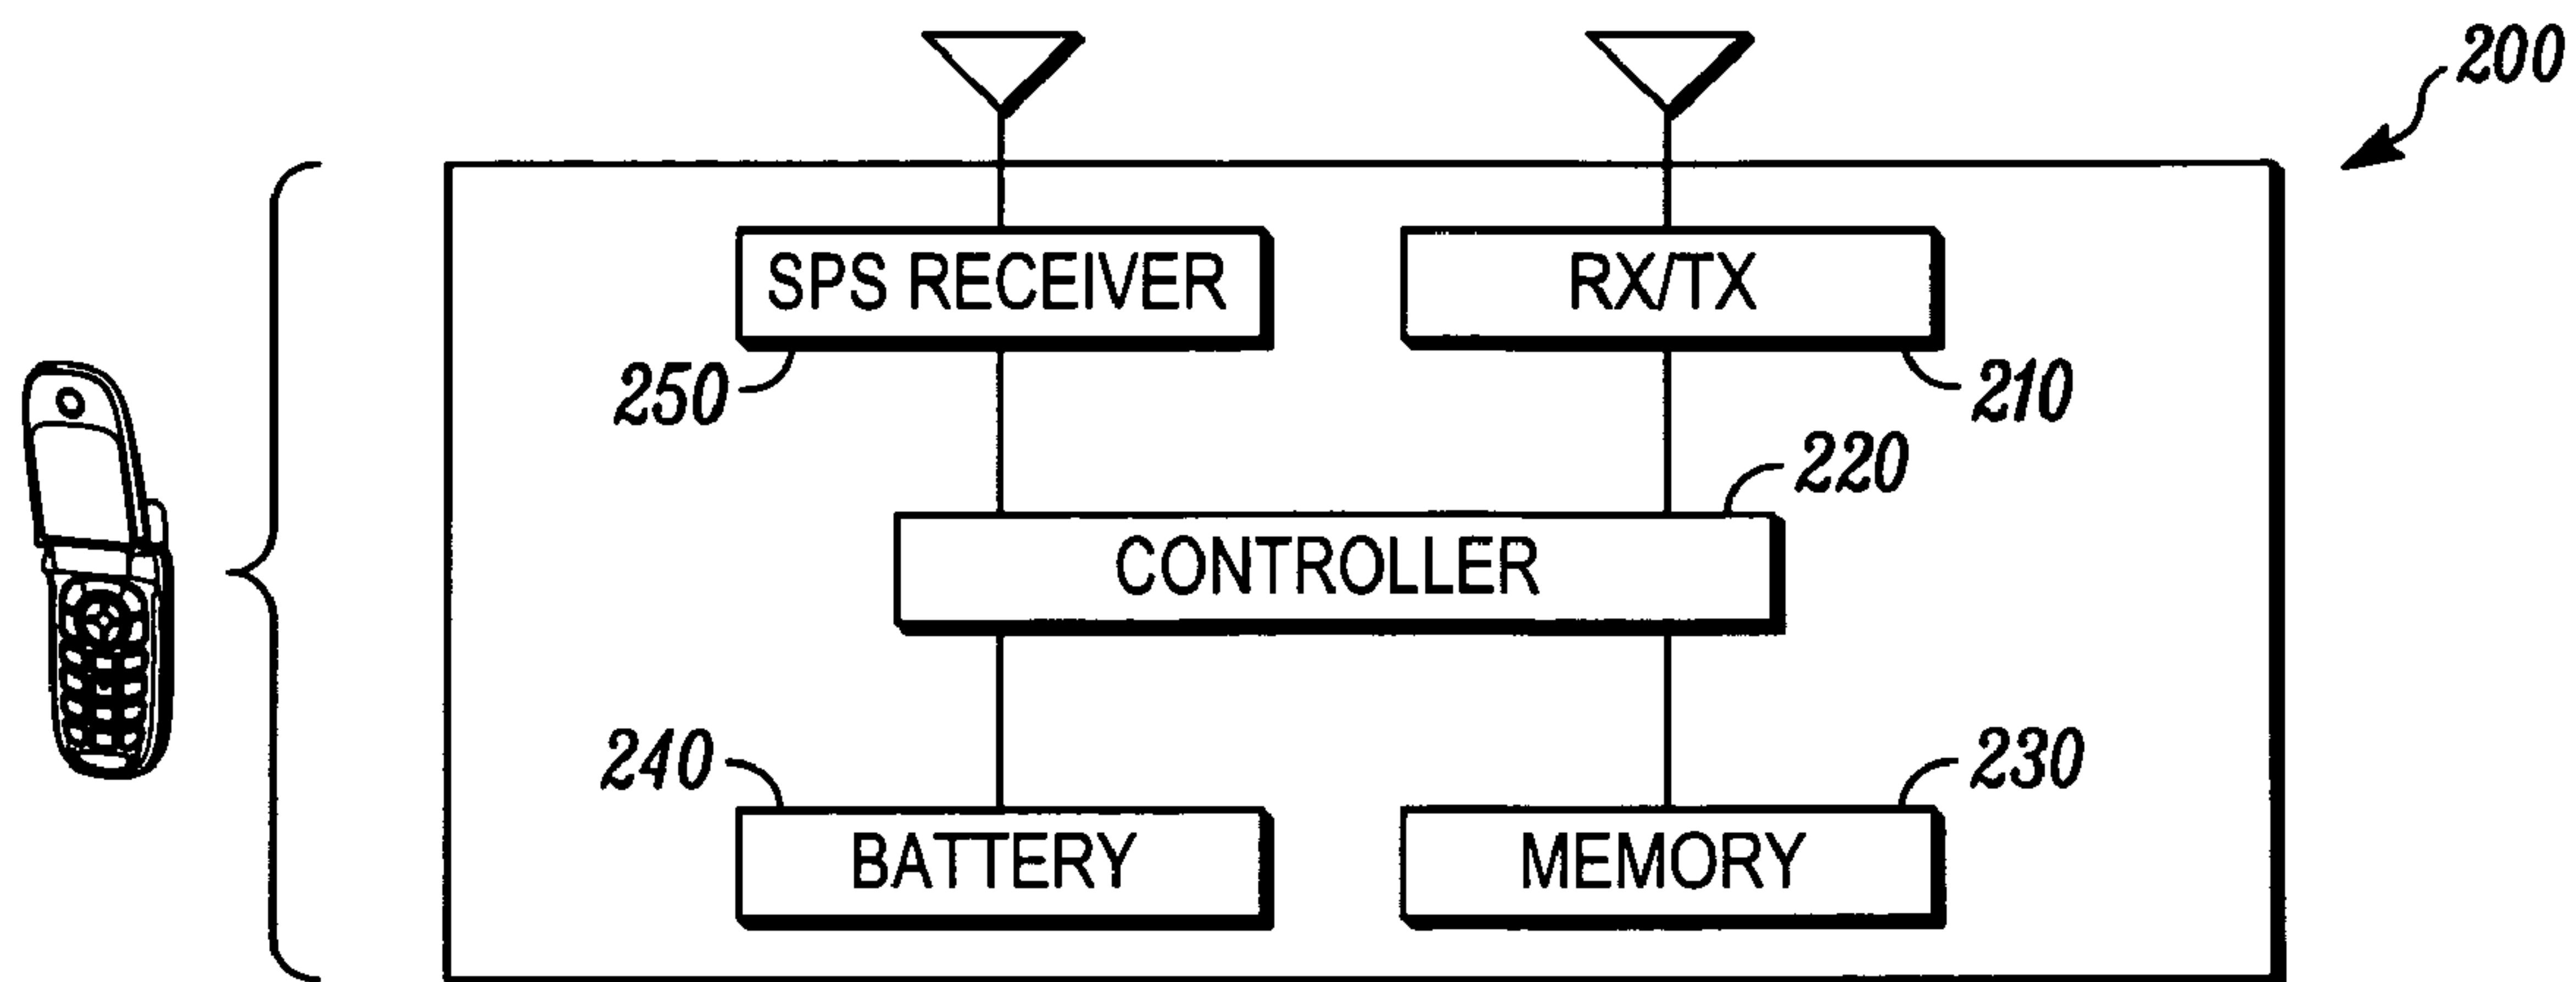 200
SPS RECEIVER
RX/TX
250
210
220
CONTROLLER
240
230
BATTERY
MEMORY